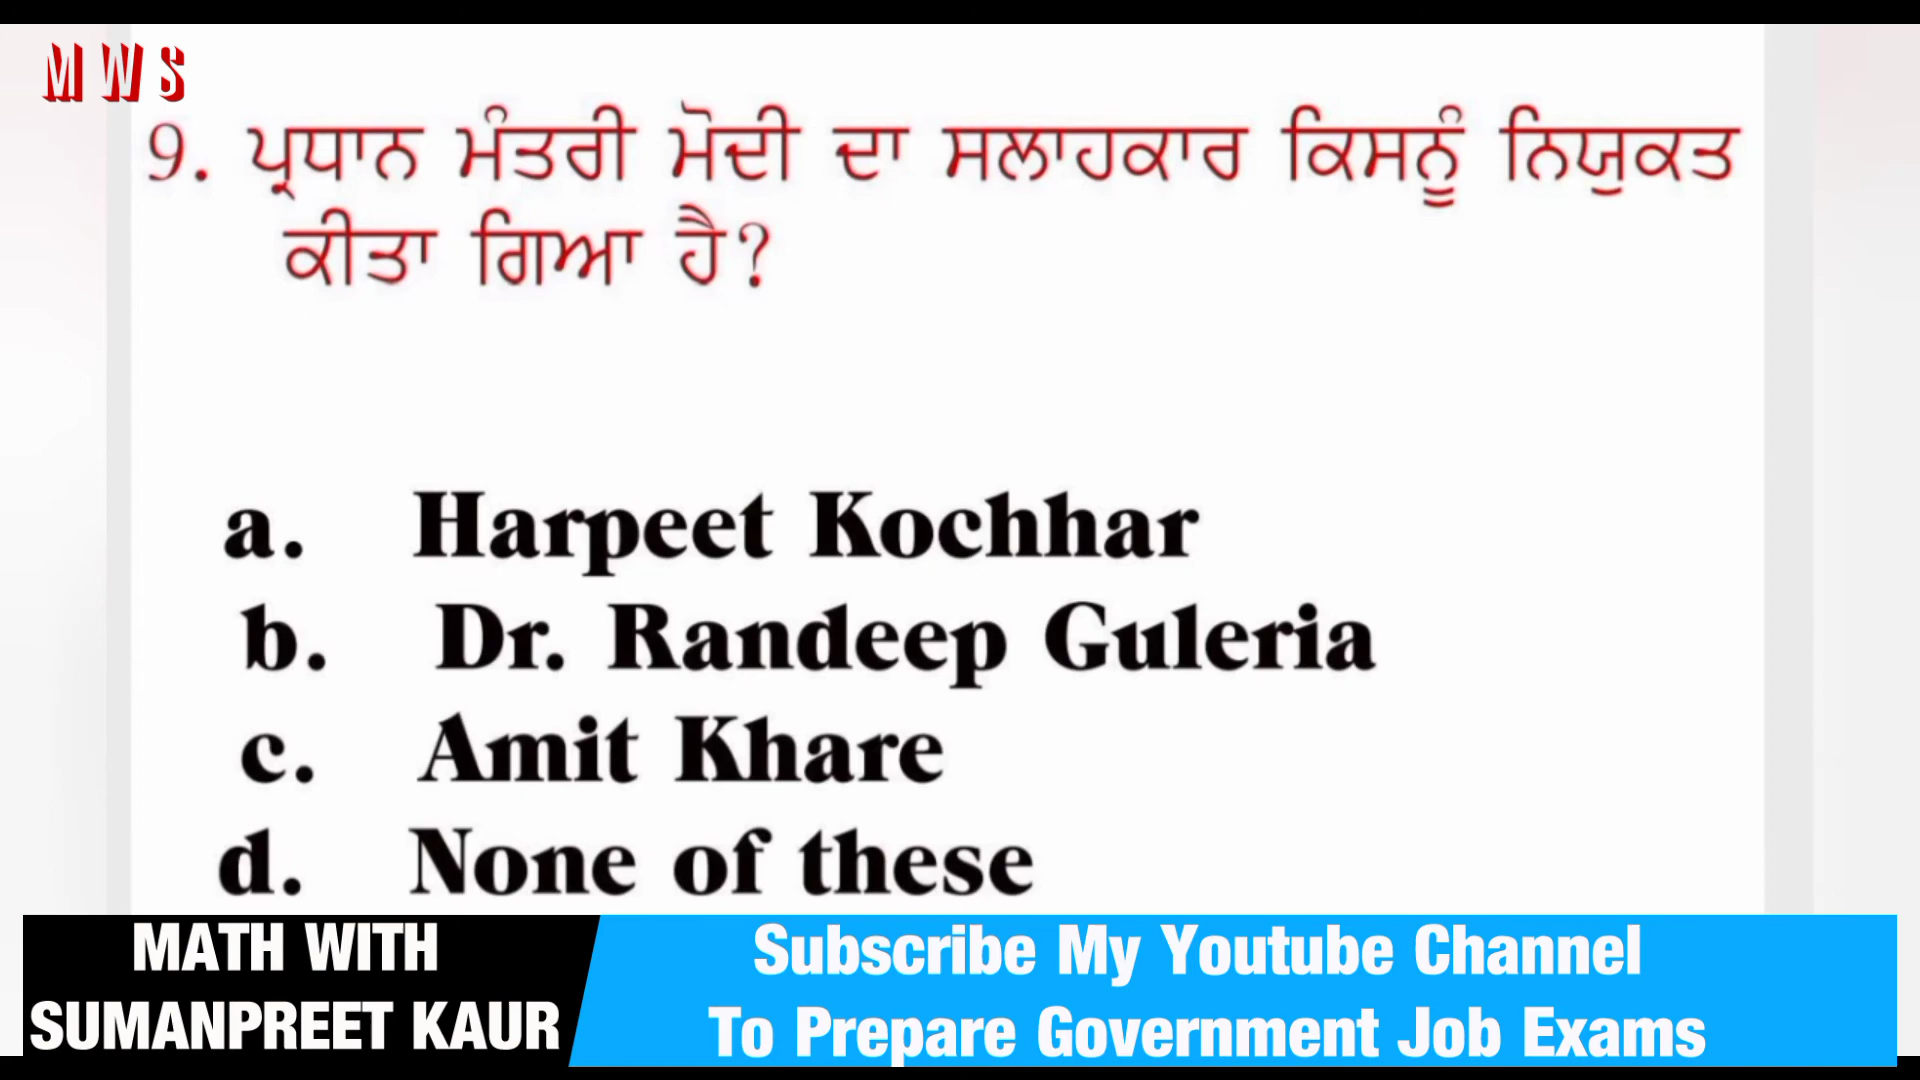 MWS
9. ਪ੍ਰਧਾਨ ਮੰਤਰੀ ਮੋਦੀ ਦਾ ਸਲਾਹਕਾਰ ਕਿਸਨੂੰ ਨਿਯੁਕਤ
ਕੀਤਾ ਗਿਆ ਹੈ?
a. Harpeet Kochhar
b. Dr. Randeep Guleria
c. Amit Khare
d. None of these
MATH WITH
SUMANPREET KAUR
Subscribe My Youtube Channel
To Prepare Government Job Exams